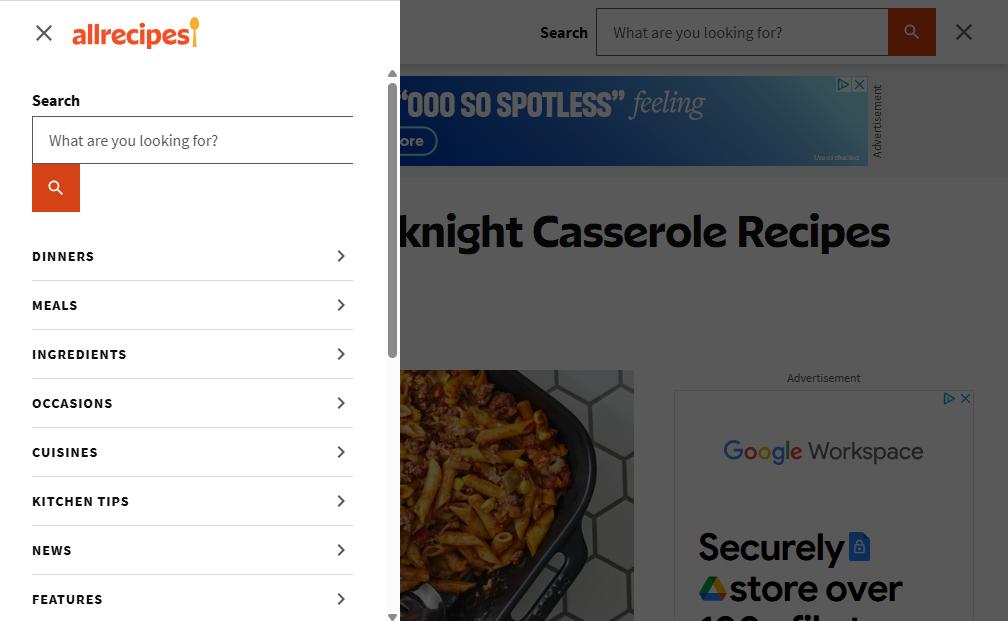 allrecipes
Search
What are you looking for?
DINNERS
MEALS
INGREDIENTS
OCCASIONS
CUISINES
KITCHEN TIPS
NEWS
FEATURES
Search
What are you looking for?
"OOO SO SPOTLESS" feeling
ore
Advertisement
knight Casserole Recipes
Advertisement
Google Workspace
Securely
store over